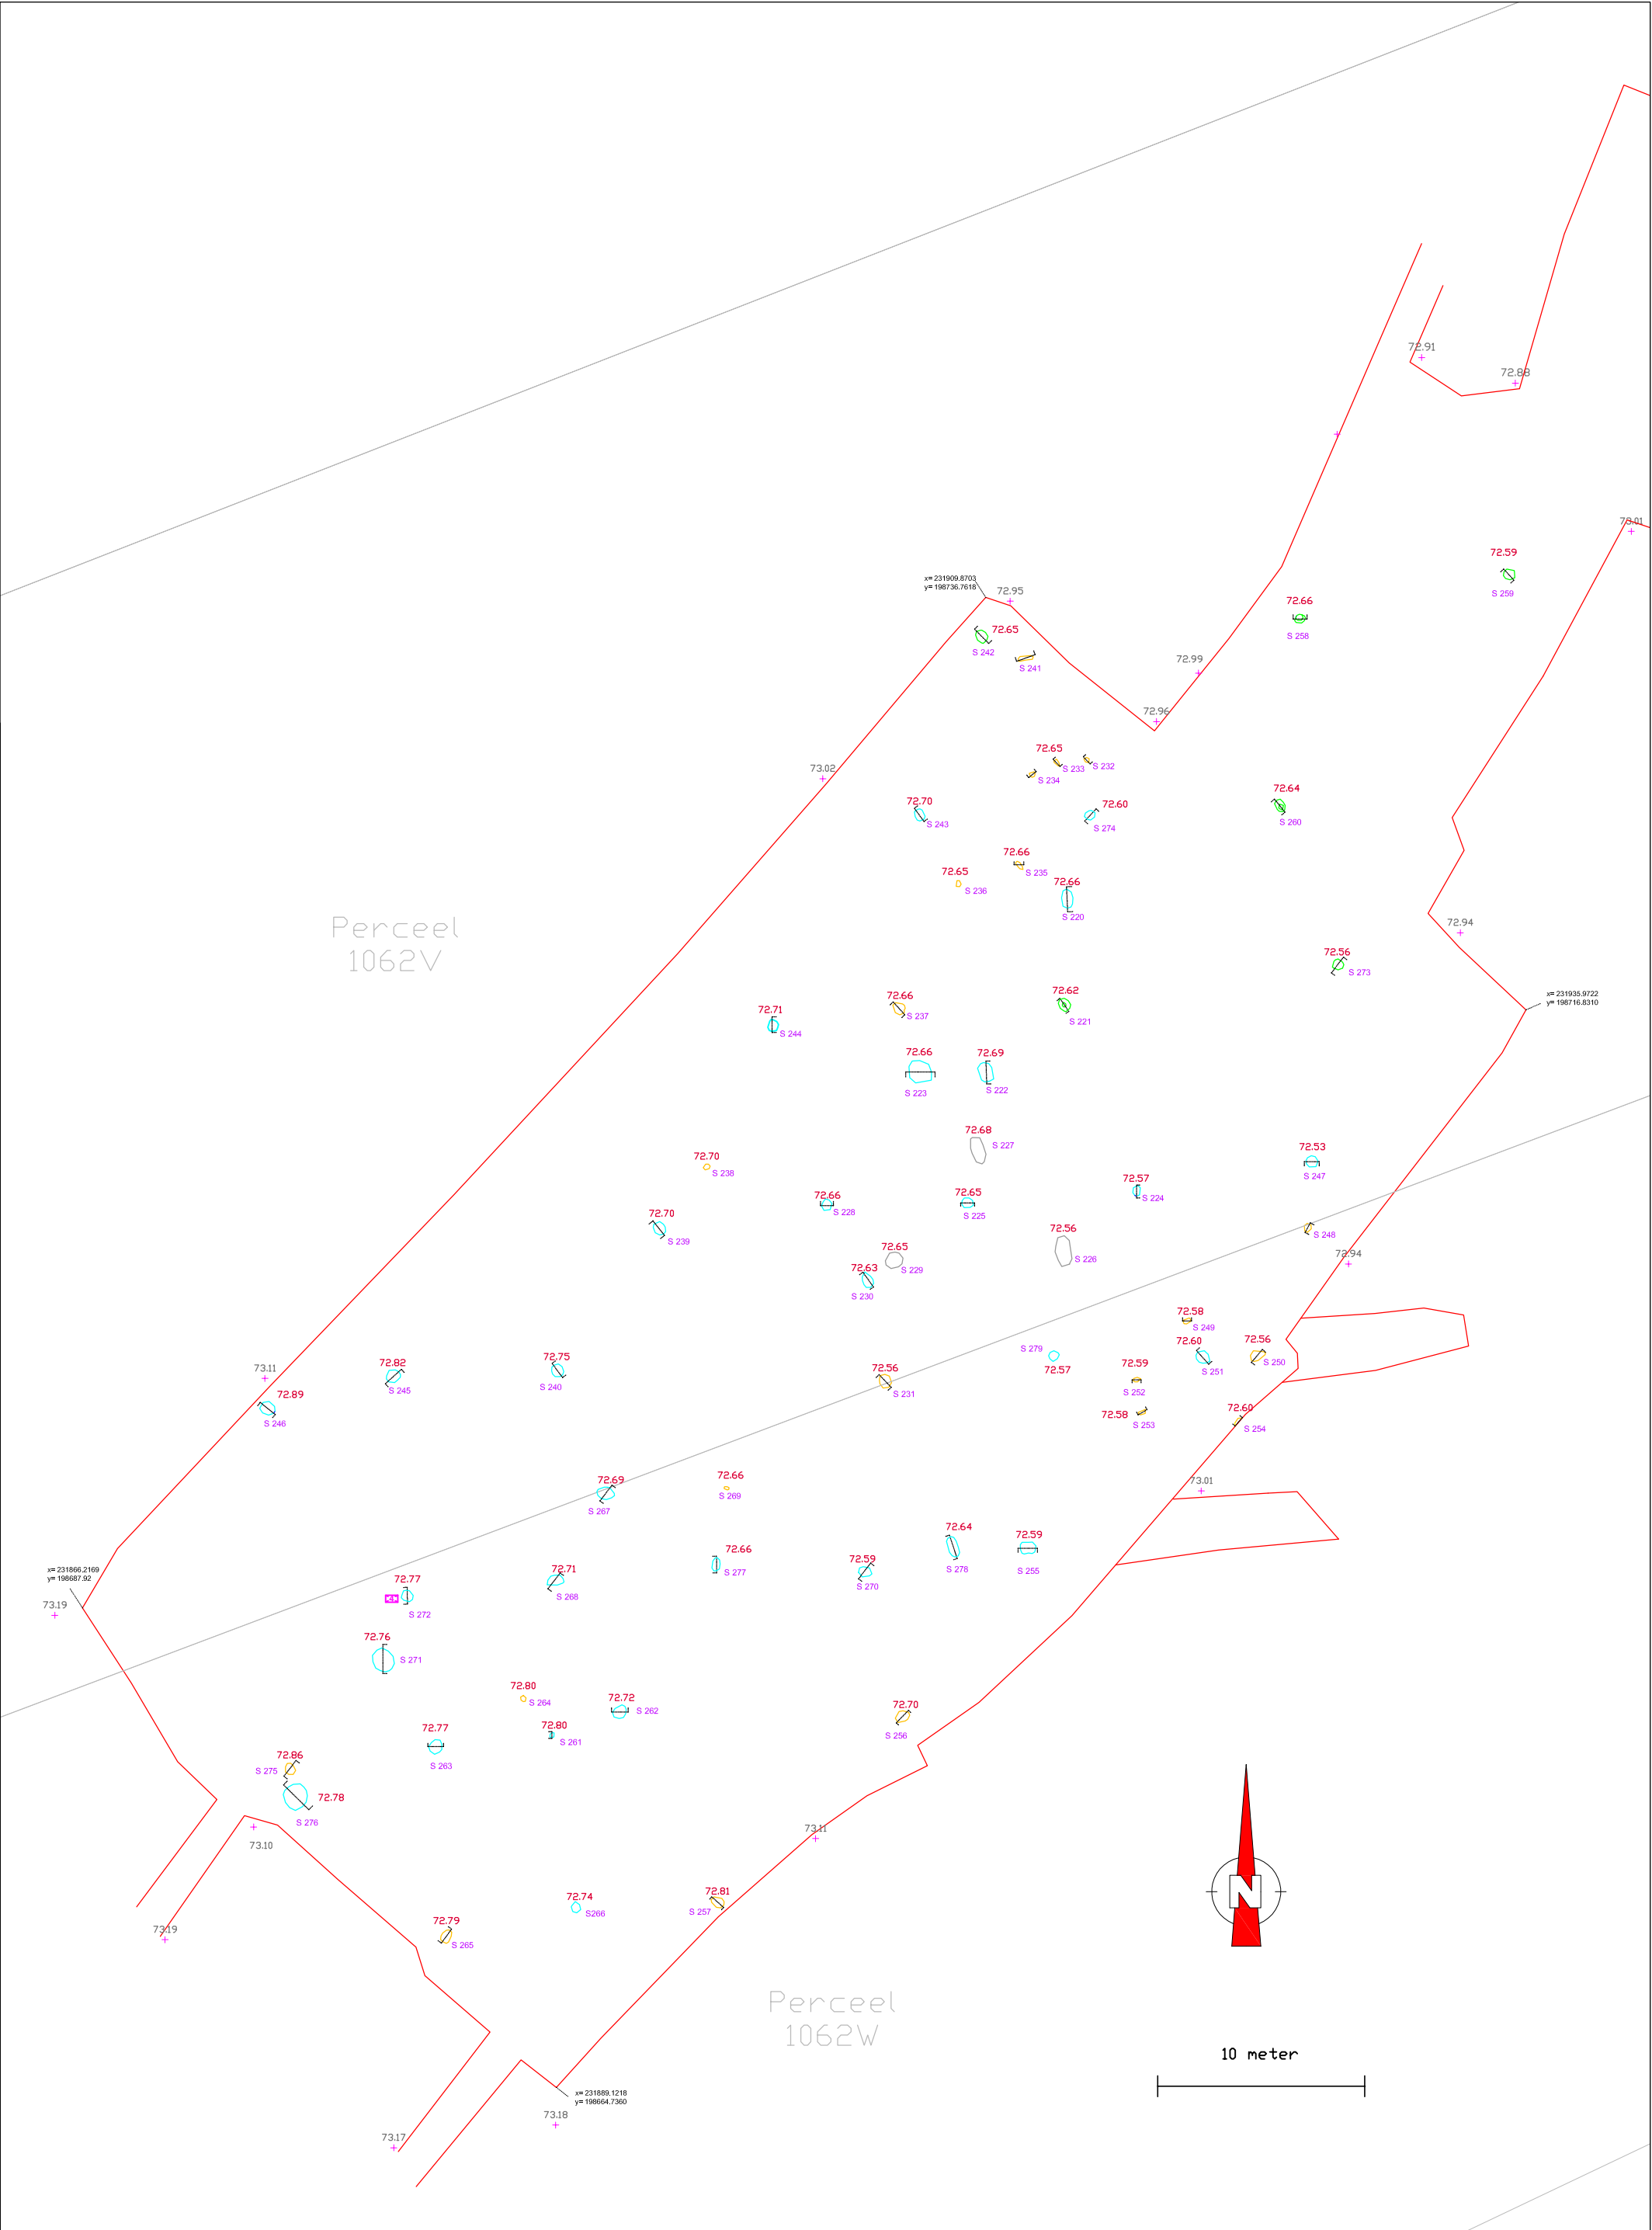 72.91
72.88
73.01
72.59
S 259
x= 231909.8703
y= 198736.7618
72.95
72.66
S 258
72.65
S 242
S 241
72.99
72.96
73.02
72.65
S 232
S 233
S 234
72.64
S 260
72.70
S 243
72.60
S 274
72.66
S 235
72.65
S 236
72.66
S 220
Perceel
1062V
72.94
72.56
S 273
x= 231935.9722
y= 198716.8310
72.66
S 237
72.62
S 221
72.71
S 244
72.66
S 223
72.69
S 222
72.68
S 227
72.53
S 247
72.70
S 238
72.57
S 224
72.66
S 228
72.65
S 225
72.70
S 239
72.56
S 226
S 248
72.94
72.65
S 229
72.63
S 230
72.58
S 249
72.60
S 251
72.56
S 250
S 279
72.57
72.59
S 252
72.58
S 253
72.60
S 254
73.11
72.82
S 245
72.75
S 240
72.56
S 231
72.89
S 246
72.69
S 267
72.66
S 269
73.01
72.64
S 278
72.59
S 255
72.66
S 277
72.59
S 270
72.71
S 268
x= 231866.2169
y= 198687.92
73.19
72.77
S 272
72.76
S 271
72.80
S 264
72.72
S 262
72.70
S 256
72.80
S 261
72.77
S 263
72.86
S 275
72.78
S 276
73.10
73.11
N
72.74
S266
72.81
S 257
73.19
72.79
S 265
Perceel
1062W
10 meter
x= 231889.1218
y= 198664.7360
73.18
73.17